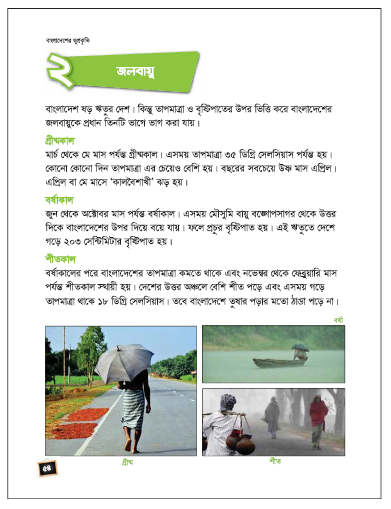 বাংলাদেশের ভূপ্রকৃতি
২
জলবায়ু
বাংলাদেশ ষড় ঋতুর দেশ। কিন্তু তাপমাত্রা ও বৃষ্টিপাতের উপর ভিত্তি করে বাংলাদেশের
জলবায়ুকে প্রধান তিনটি ভাগে ভাগ করা যায়।
গ্রীষ্মকাল
মার্চ থেকে মে মাস পর্যন্ত গ্রীষ্মকাল। এসময় তাপমাত্রা ৩৫ ডিগ্রি সেলসিয়াস পর্যন্ত হয়।
কোনো কোনো দিন তাপমাত্রা এর চেয়েও বেশি হয়। বছরের সবচেয়ে উষ্ণ মাস এপ্রিল।
এপ্রিল বা মে মাসে 'কালবৈশাখী' ঝড় হয়।
বর্ষাকাল
জুন থেকে অক্টোবর মাস পর্যন্ত বর্ষাকাল। এসময় মৌসুমি বায়ু বঙ্গোপসাগর থেকে উত্তর
দিকে বাংলাদেশের উপর দিয়ে বয়ে যায়। ফলে প্রচুর বৃষ্টিপাত হয়। এই ঋতুতে দেশে
গড়ে ২০৩ সেন্টিমিটার বৃষ্টিপাত হয়।
শীতকাল
বর্ষাকালের পরে বাংলাদেশের তাপমাত্রা কমতে থাকে এবং নভেম্বর থেকে ফেব্রুয়ারি মাস
পর্যন্ত শীতকাল স্থায়ী হয়। দেশের উত্তর অঞ্চলে বেশি শীত পড়ে এবং এসময় গড়ে
তাপমাত্রা থাকে ১৮ ডিগ্রি সেলসিয়াস। তবে বাংলাদেশে তুষার পড়ার মতো ঠাণ্ডা পড়ে না।
বর্ষা
গ্রীষ্ম
শীত
৫৪